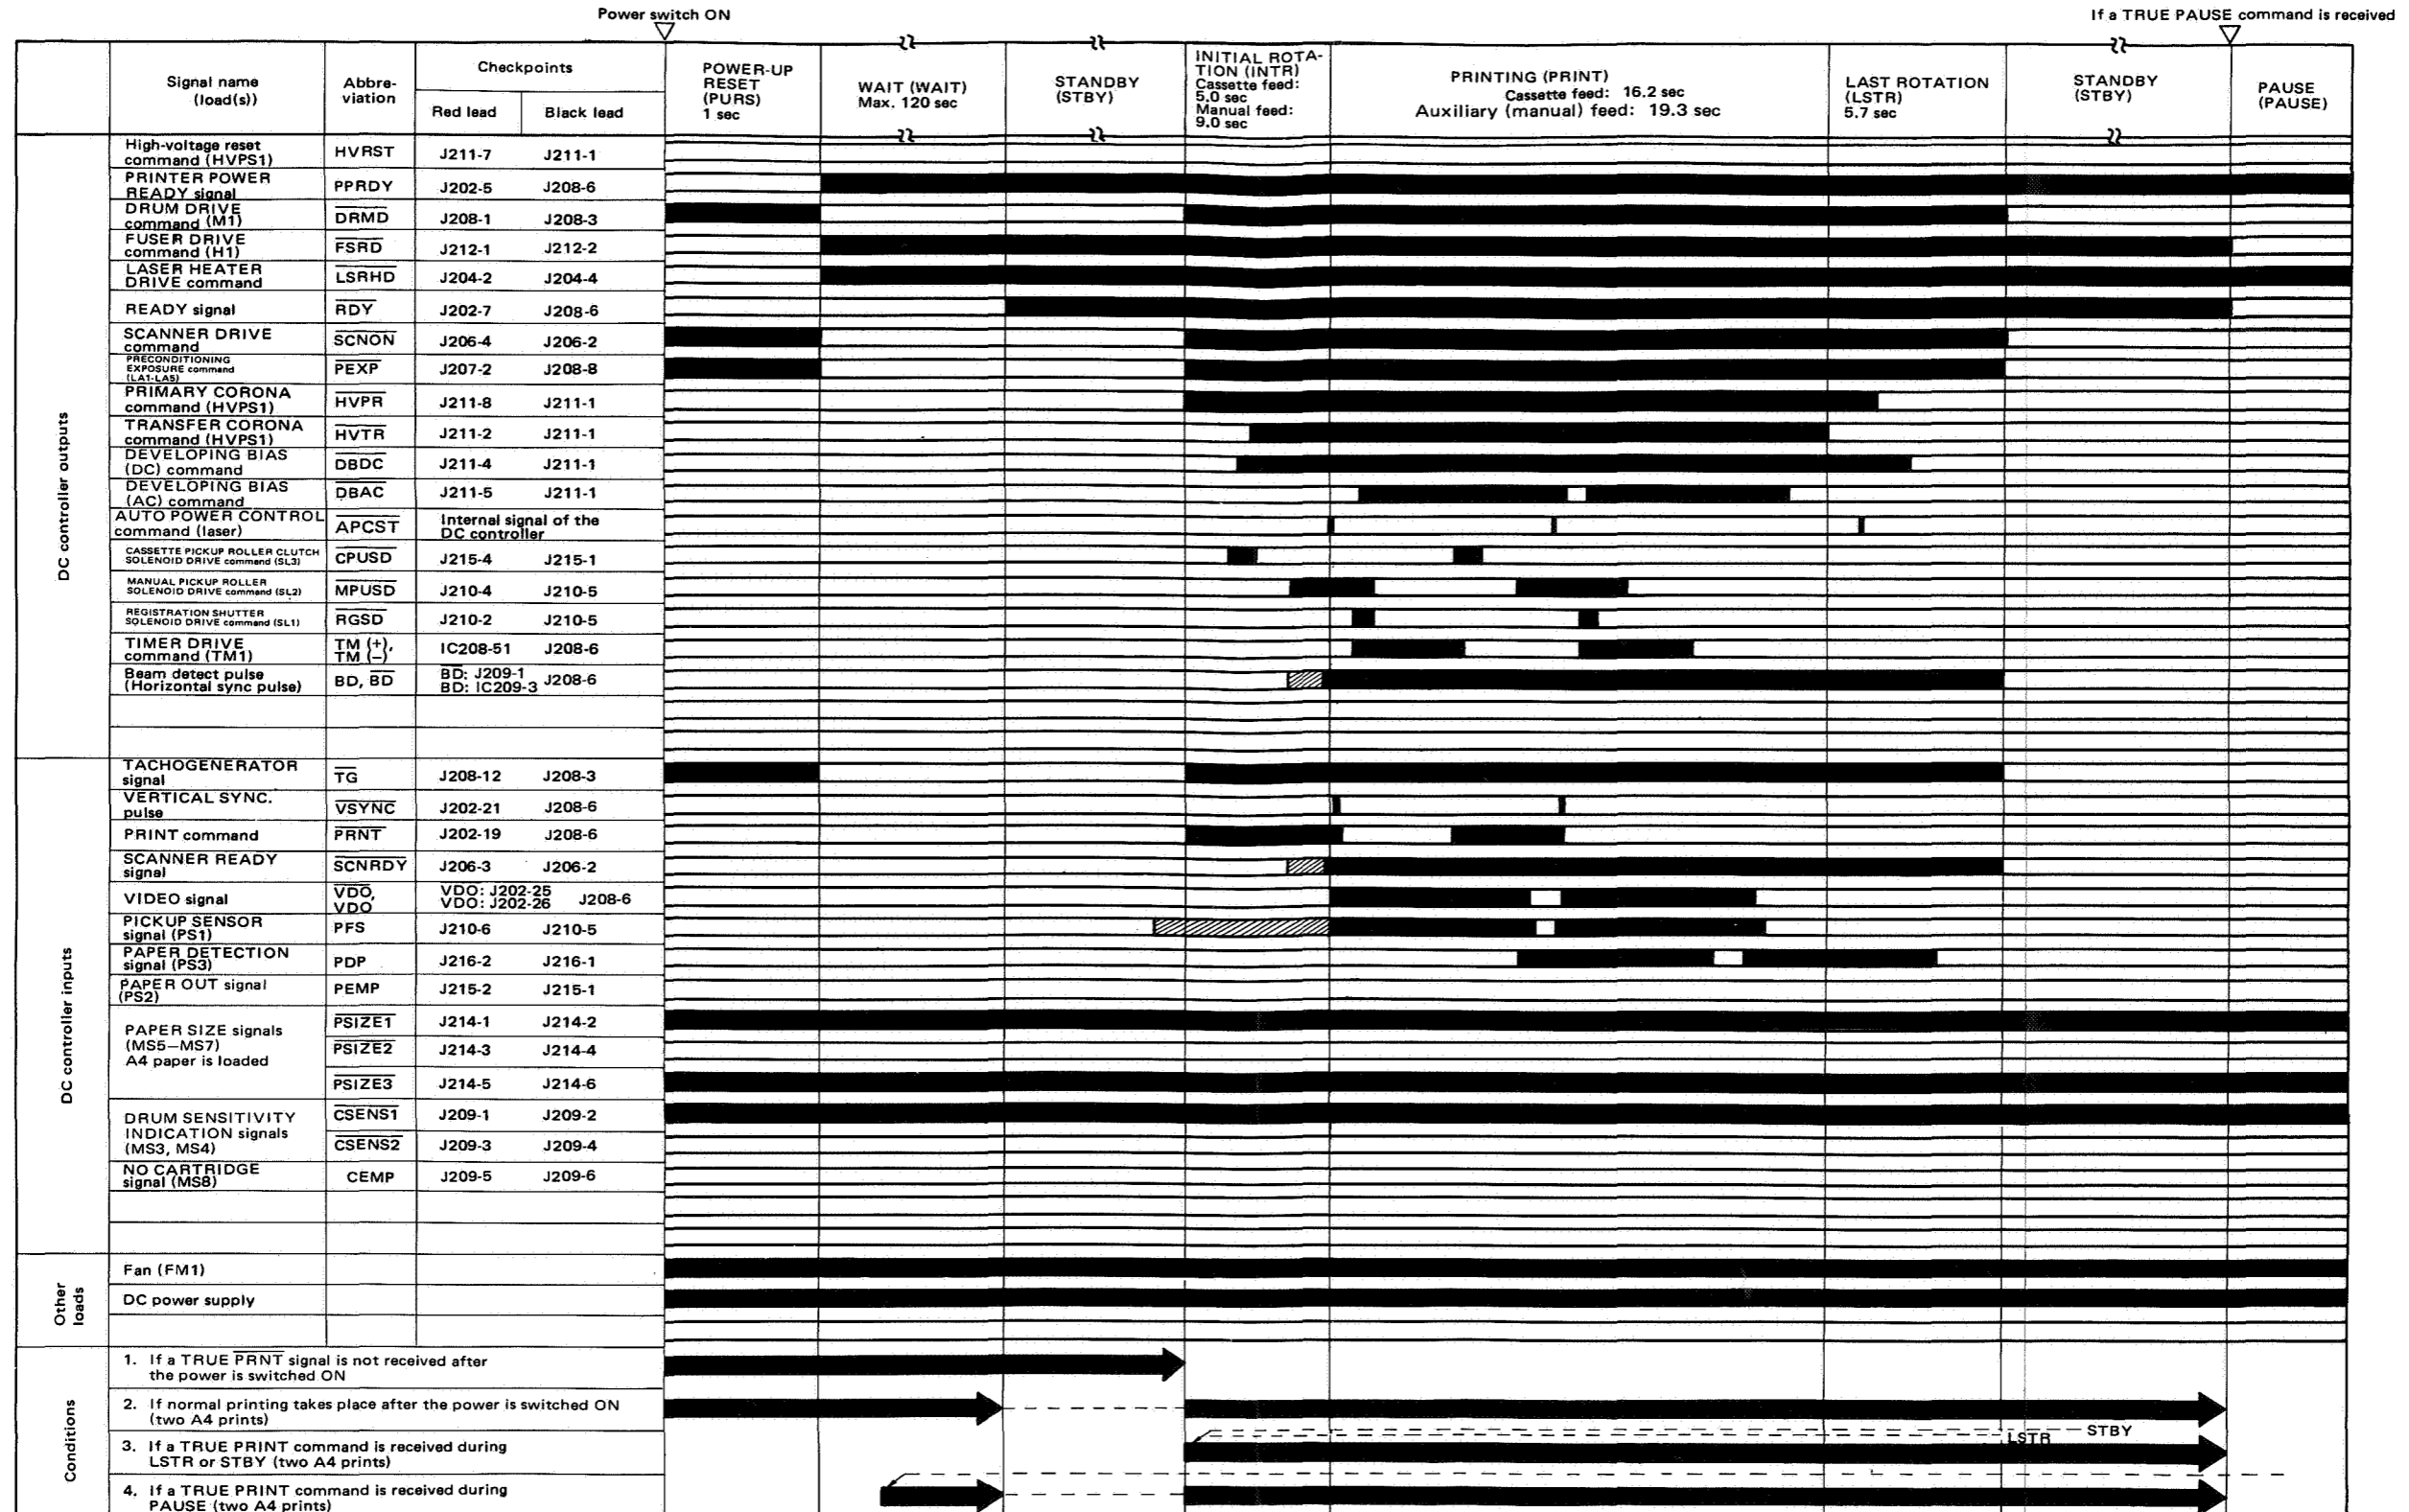 Power switch ON
If a TRUE PAUSE command is received
Signal name
(load(s))
Abbre-
viation
Checkpoints
Red lead
Black lead
POWER-UP
RESET
(PURS)
1 sec
WAIT (WAIT)
Max. 120 sec
STANDBY
(STBY)
INITIAL ROTA-
TION (INTR)
Cassette feed:
5.0 sec
Manual feed:
9.0 sec
PRINTING (PRINT)
Cassette feed: 16.2 sec
Auxiliary (manual) feed: 19.3 sec
LAST ROTATION
(LSTR)
5.7 sec
STANDBY
(STBY)
PAUSE
(PAUSE)
DC controller outputs
High-voltage reset
command (HVPS1)
HVRST J211-7 J211-1
PRINTER POWER
READY signal
PPRDY J202-5 J208-6
DRUM DRIVE
command (M1)
DRMD J208-1 J208-3
FUSER DRIVE
command (H1)
FSRD J212-1 J212-2
LASER HEATER
DRIVE command
LSRHD J204-2 J204-4
READY signal RDY J202-7 J208-6
SCANNER DRIVE
command
SCNON J206-4 J206-2
PRECONDITIONING
EXPOSURE command
(LA1-LA5)
PEXP J207-2 J208-8
PRIMARY CORONA
command (HVPS1)
HVPR J211-8 J211-1
TRANSFER CORONA
command (HVPS1)
HVTR J211-2 J211-1
DEVELOPING BIAS
(DC) command
DBDC J211-4 J211-1
DEVELOPING BIAS
(AC) command
DBAC J211-5 J211-1
AUTO POWER CONTROL
command (laser)
APCST
Internal signal of the
DC controller
CASSETTE PICKUP ROLLER CLUTCH
SOLENOID DRIVE command (SL3)
CPUSD J215-4 J215-1
MANUAL PICKUP ROLLER
SOLENOID DRIVE command (SL2)
MPUSD J210-4 J210-5
REGISTRATION SHUTTER
SOLENOID DRIVE command (SL1)
RGSD J210-2 J210-5
TIMER DRIVE
command (TM1)
TM (+),
TM (−)
IC208-51 J208-6
Beam detect pulse
(Horizontal sync pulse)
BD, BD
BD: J209-1
BD: IC209-3
J208-6
DC controller inputs
TACHOGENERATOR
signal
TG J208-12 J208-3
VERTICAL SYNC.
pulse
VSYNC J202-21 J208-6
PRINT command PRNT J202-19 J208-6
SCANNER READY
signal
SCNRDY J206-3 J206-2
VIDEO signal
VDO,
VDO
VDO: J202-25
VDO: J202-26
J208-6
PICKUP SENSOR
signal (PS1)
PFS J210-6 J210-5
PAPER DETECTION
signal (PS3)
PDP J216-2 J216-1
PAPER OUT signal
(PS2)
PEMP J215-2 J215-1
PAPER SIZE signals
(MS5–MS7)
A4 paper is loaded
PSIZE1 J214-1 J214-2
PSIZE2 J214-3 J214-4
PSIZE3 J214-5 J214-6
DRUM SENSITIVITY
INDICATION signals
(MS3, MS4)
CSENS1 J209-1 J209-2
CSENS2 J209-3 J209-4
NO CARTRIDGE
signal (MS8)
CEMP J209-5 J209-6
Other
loads
Fan (FM1)
DC power supply
Conditions
1. If a TRUE PRNT signal is not received after
the power is switched ON
2. If normal printing takes place after the power is switched ON
(two A4 prints)
3. If a TRUE PRINT command is received during
LSTR or STBY (two A4 prints)
STBY
LSTR
4. If a TRUE PRINT command is received during
PAUSE (two A4 prints)